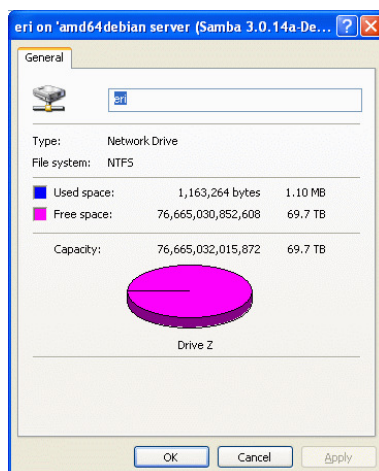 eri on 'amd64debian server (Samba 3.0.14a-De...
General
eri
Type: Network Drive
File system: NTFS
Used space: 1,163,264 bytes 1.10 MB
Free space: 76,665,030,852,608 69.7 TB
Capacity: 76,665,032,015,872 69.7 TB
Drive Z
OK Cancel Apply